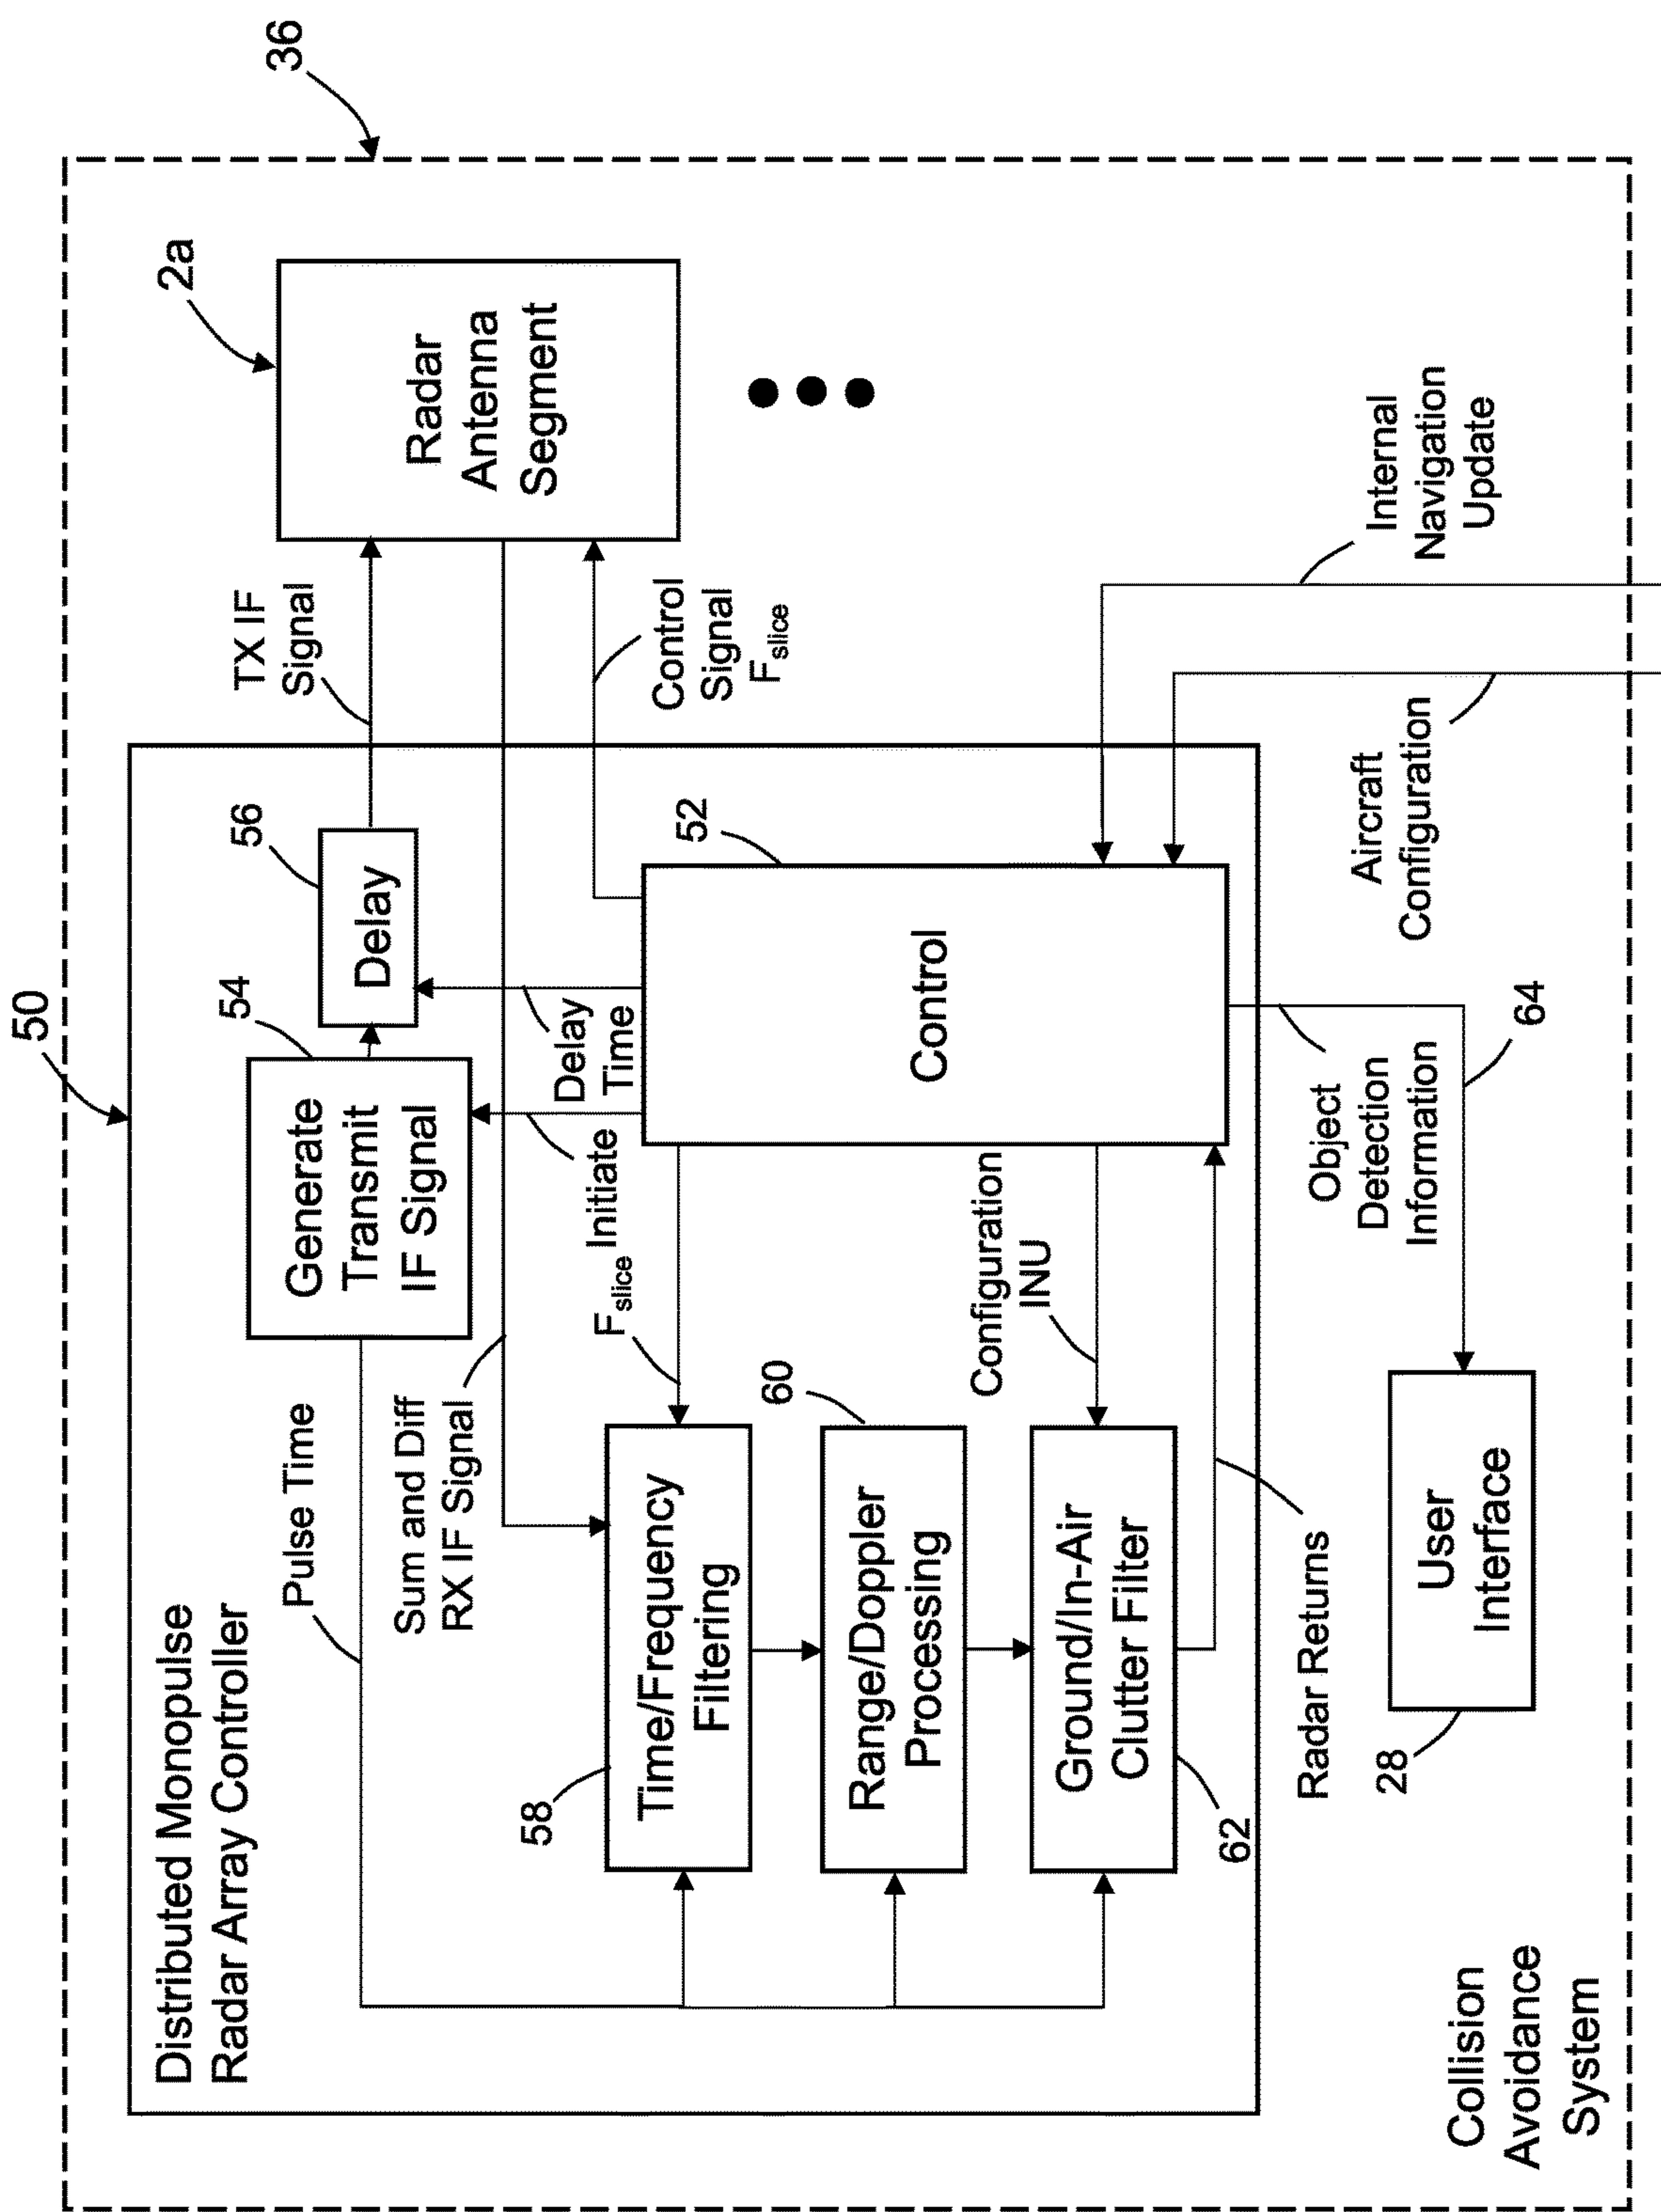 50
36
Distributed Monopulse
Radar Array Controller
Pulse Time
54
Generate
Transmit
IF Signal
56
Delay
TX IF
Signal
2a
Radar
Antenna
Segment
Sum and Diff
RX IF Signal
Initiate
Delay
Time
Control
Signal
Fslice
Fslice
52
Control
58
Time/Frequency
Filtering
60
Range/Doppler
Processing
Configuration
INU
Ground/In-Air
Clutter Filter
62
Radar Returns
Internal
Navigation
Update
Aircraft
Configuration
Object
Detection
Information
64
28
User
Interface
Collision
Avoidance
System